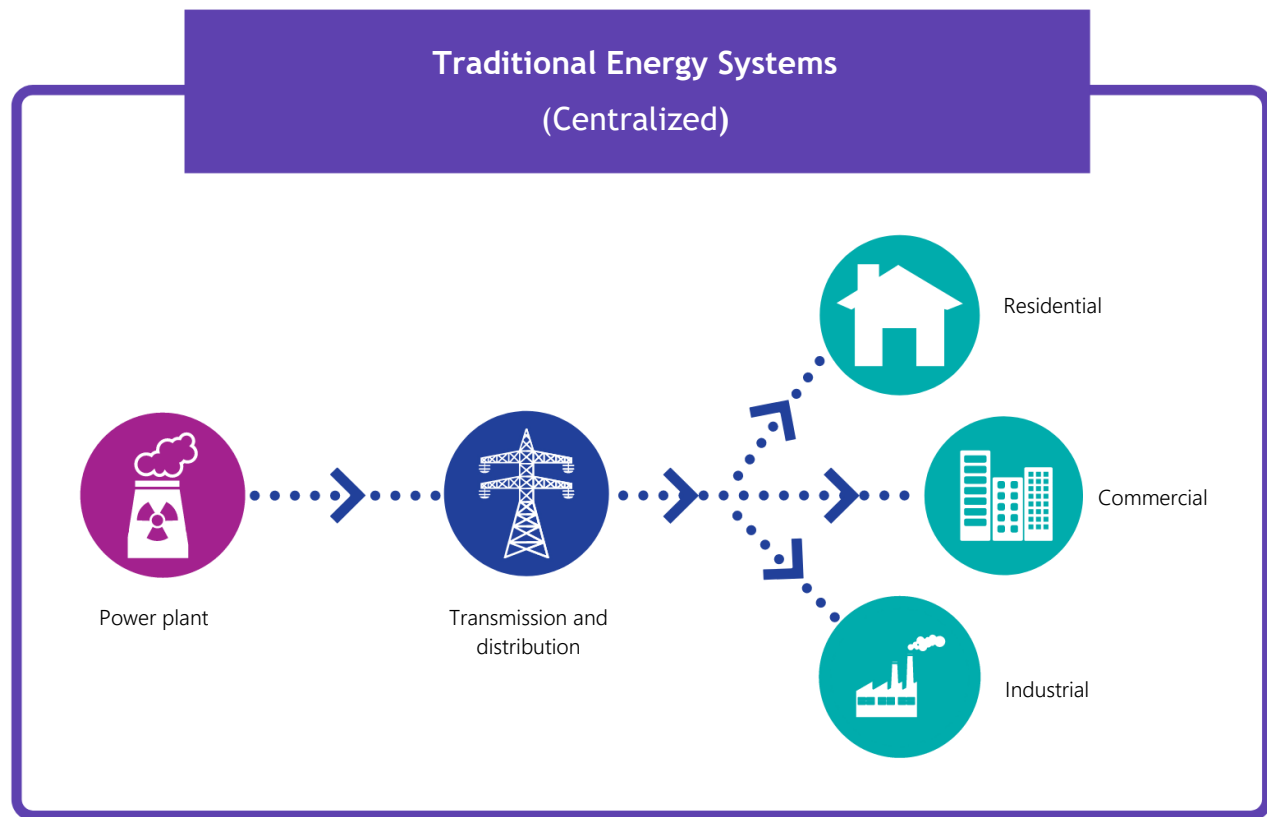 Traditional Energy Systems
(Centralized)
Residential
Commercial
Power plant
Transmission and
distribution
Industrial